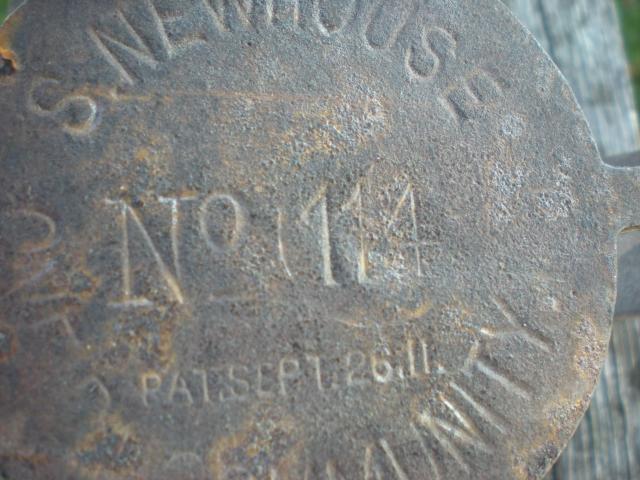 S. NEWHOUSE
No 114
PAT. SEPT. 26.11.